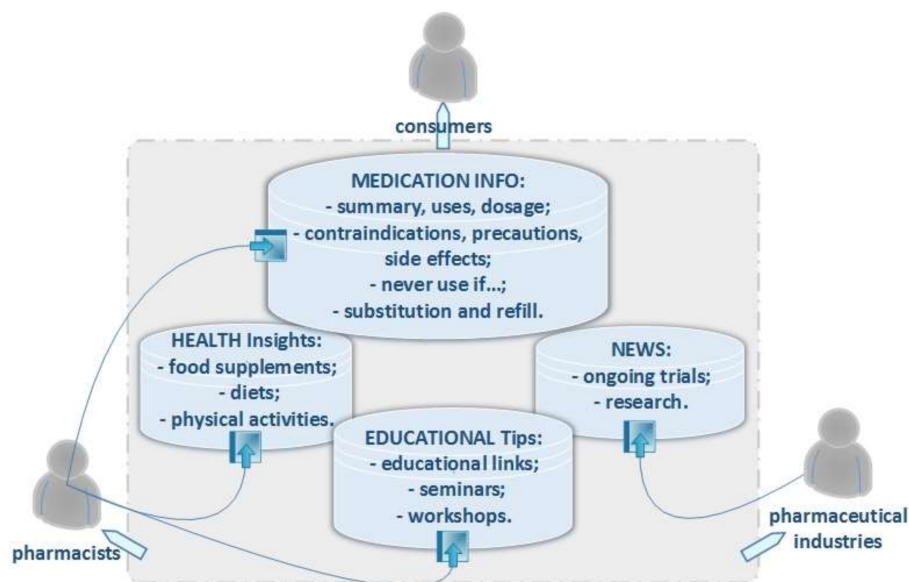 consumers
MEDICATION INFO:
- summary, uses, dosage;
- contraindications, precautions,
side effects;
- never use if...;
- substitution and refill.
HEALTH Insights:
- food supplements;
- diets;
- physical activities.
NEWS:
- ongoing trials;
- research.
EDUCATIONAL Tips:
- educational links;
- seminars;
- workshops.
pharmacists
pharmaceutical
industries